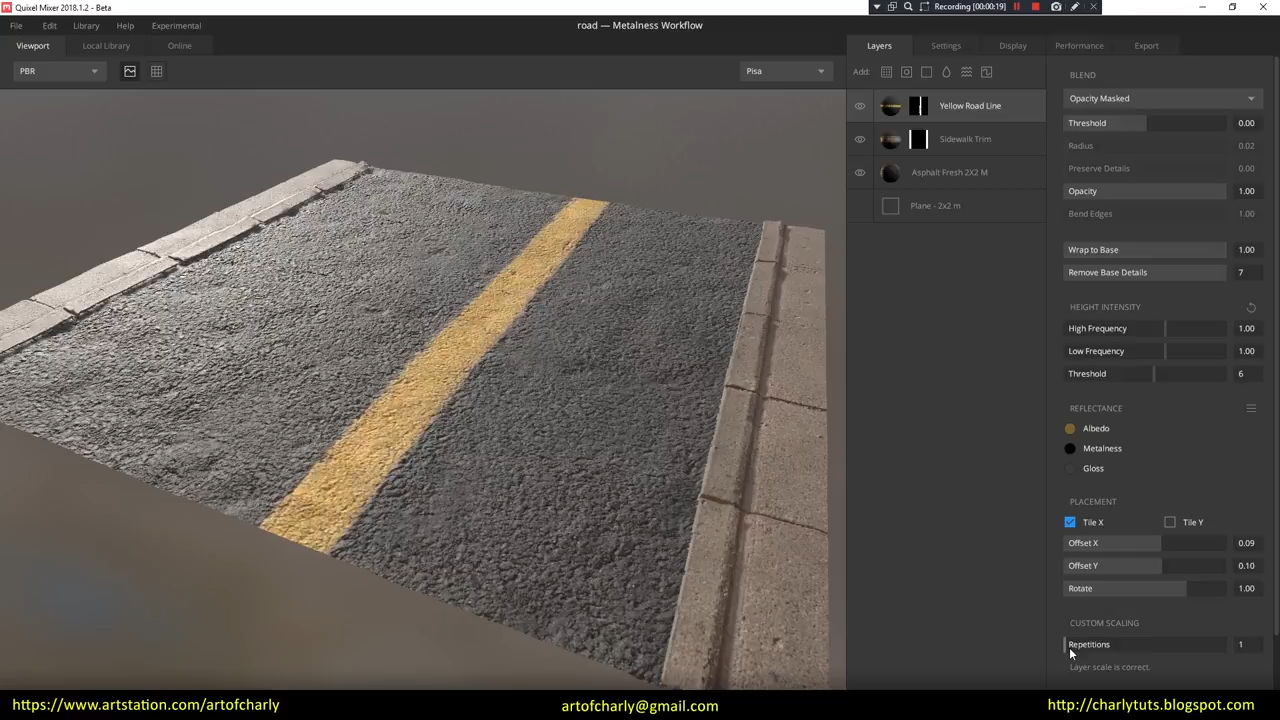 Quixel Mixer 2018.1.2 - Beta
Recording [00:00:19]
File Edit Library Help Experimental
road — Metalness Workflow
Viewport Local Library Online
Layers Settings Display Performance Export
PBR
Pisa
Add:
Yellow Road Line
Sidewalk Trim
Asphalt Fresh 2X2 M
Plane - 2x2 m
BLEND
Opacity Masked
Threshold 0.00
Radius 0.02
Preserve Details 1.00
Opacity 1.00
Bend Edges 1.00
Wrap to Base 1.00
Remove Base Details 7
HEIGHT INTENSITY
High Frequency 1.00
Low Frequency 1.00
Threshold 6
REFLECTANCE
Albedo
Metalness
Gloss
PLACEMENT
Tile X Tile Y
Offset X 0.09
Offset Y 0.10
Rotate 1.00
CUSTOM SCALING
Repetitions 1
Layer scale is correct.
https://www.artstation.com/artofcharly
artofcharly@gmail.com
http://charlytuts.blogspot.com